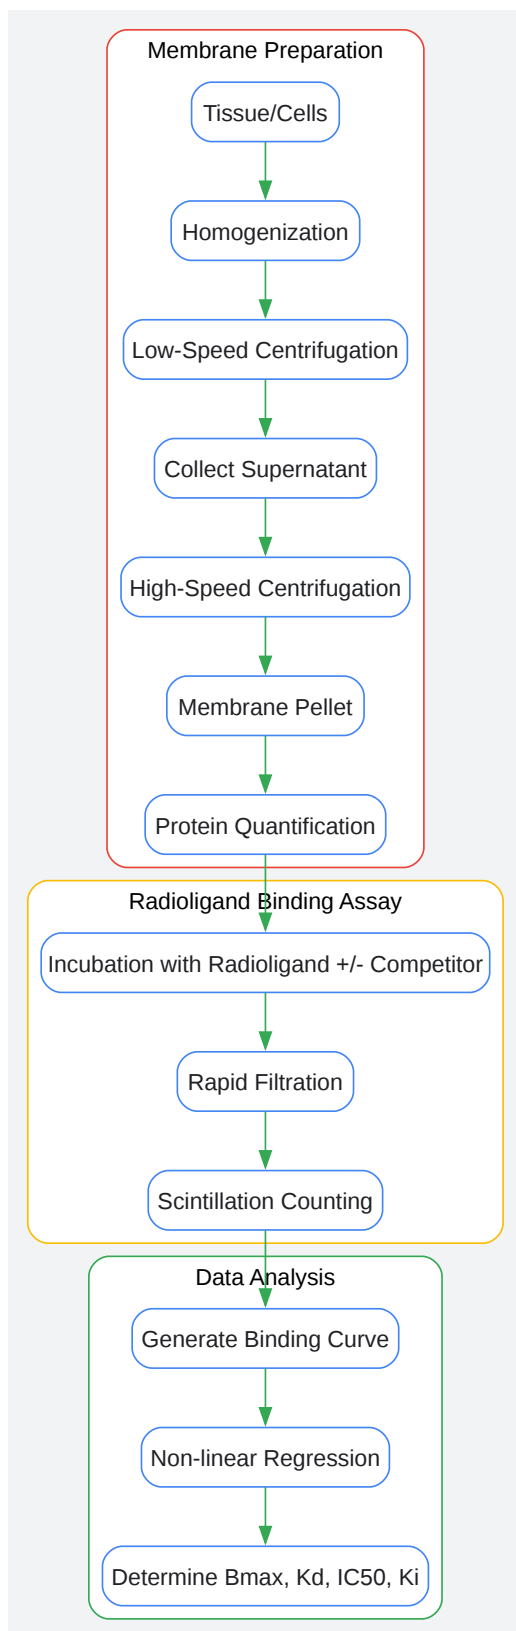 Membrane Preparation
Tissue/Cells
Homogenization
Low-Speed Centrifugation
Collect Supernatant
High-Speed Centrifugation
Membrane Pellet
Protein Quantification
Radioligand Binding Assay
Incubation with Radioligand +/- Competitor
Rapid Filtration
Scintillation Counting
Data Analysis
Generate Binding Curve
Non-linear Regression
Determine Bmax, Kd, IC50, Ki